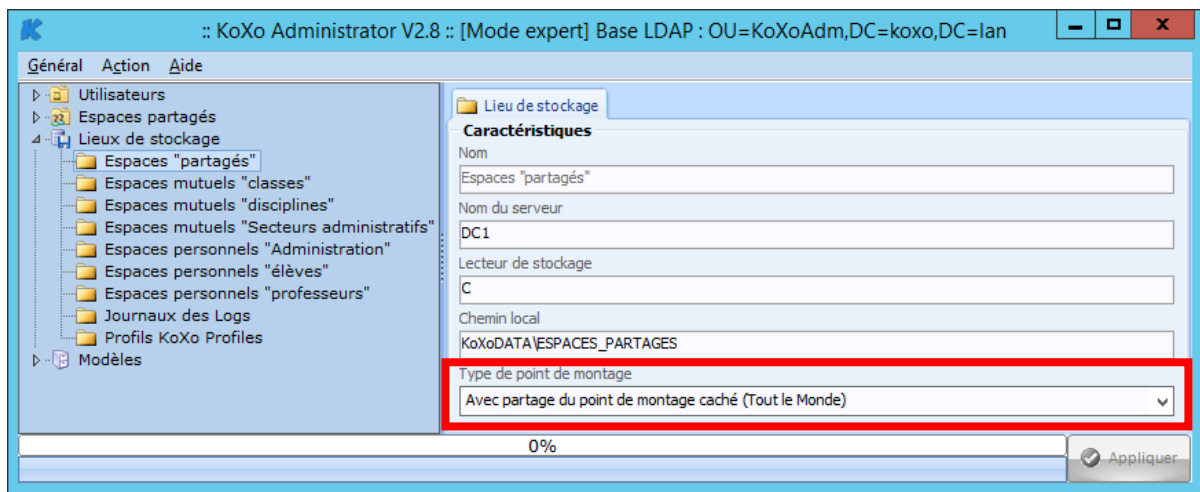 :: KoXo Administrator V2.8 :: [Mode expert] Base LDAP : OU=KoXoAdm,DC=koxo,DC=lan
Général Action Aide
Utilisateurs
Espaces partagés
Lieux de stockage
Espaces "partagés"
Espaces mutuels "classes"
Espaces mutuels "disciplines"
Espaces mutuels "Secteurs administratifs"
Espaces personnels "Administration"
Espaces personnels "élèves"
Espaces personnels "professeurs"
Journaux des Logs
Profils KoXo Profiles
Modèles
Lieu de stockage
Caractéristiques
Nom
Espaces "partagés"
Nom du serveur
DC1
Lecteur de stockage
C
Chemin local
KoXoDATA\ESPACES_PARTAGES
Type de point de montage
Avec partage du point de montage caché (Tout le Monde)
0%
Appliquer